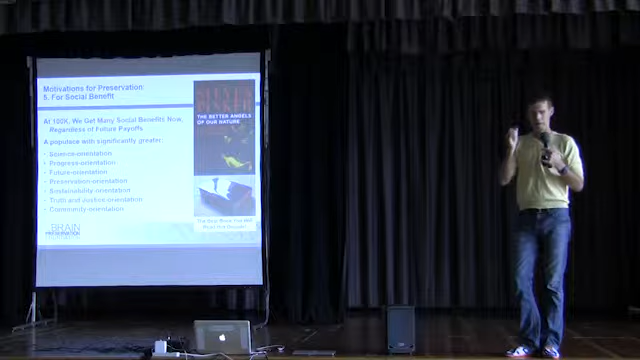 Motivations for Preservation:
5. For Social Benefit
At 100K, We Get Many Social Benefits Now,
Regardless of Future Payoffs
A populace with significantly greater:
• Science-orientation
• Progress-orientation
• Future-orientation
• Preservation-orientation
• Sustainability-orientation
• Truth and Justice-orientation
• Community-orientation
STEVEN
PINKER
THE BETTER ANGELS
OF OUR NATURE
BRAIN
PRESERVATION